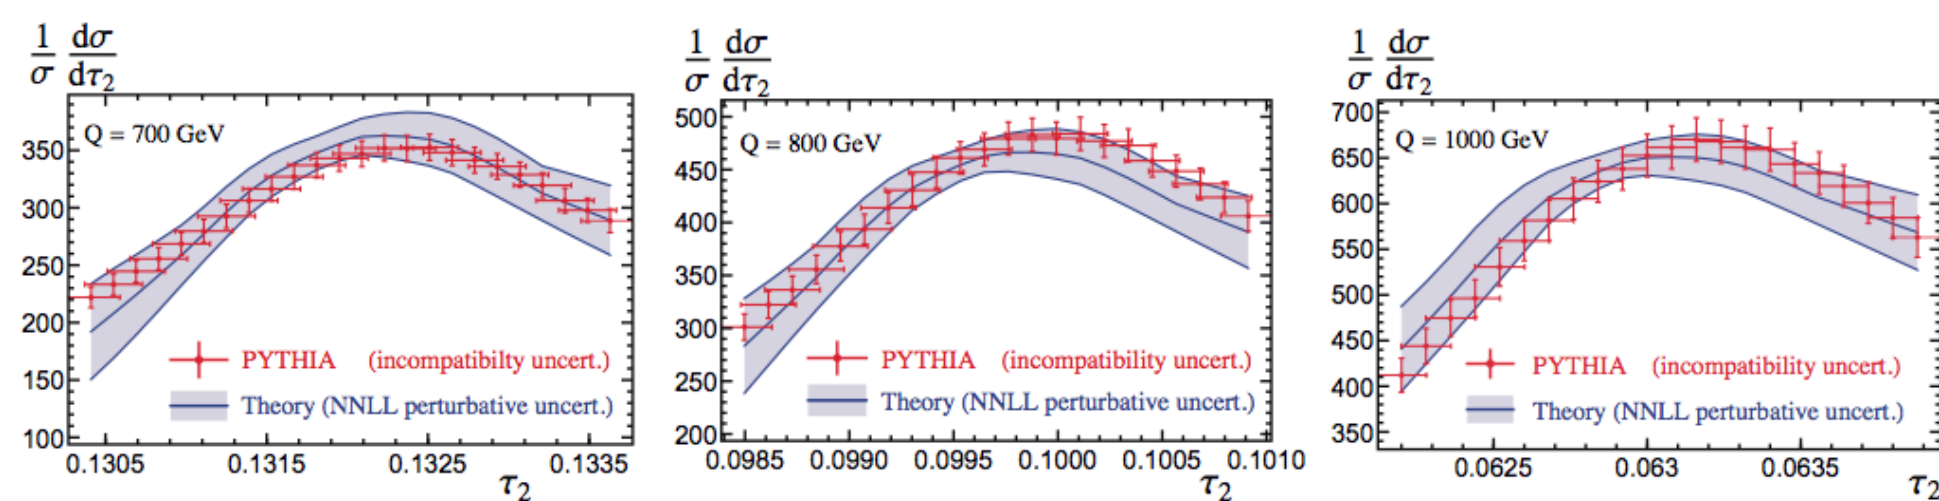 1/σ dσ/dτ₂
Q = 700 GeV
350
300
250
200
150
100
PYTHIA (incompatibilty uncert.)
Theory (NNLL perturbative uncert.)
0.1305 0.1315 0.1325 0.1335
τ₂
1/σ dσ/dτ₂
Q = 800 GeV
500
450
400
350
300
250
200
PYTHIA (incompatibility uncert.)
Theory (NNLL perturbative uncert.)
0.0985 0.0990 0.0995 0.1000 0.1005 0.1010
τ₂
1/σ dσ/dτ₂
Q = 1000 GeV
700
650
600
550
500
450
400
350
PYTHIA (incompatibility uncert.)
Theory (NNLL perturbative uncert.)
0.0625 0.063 0.0635
τ₂